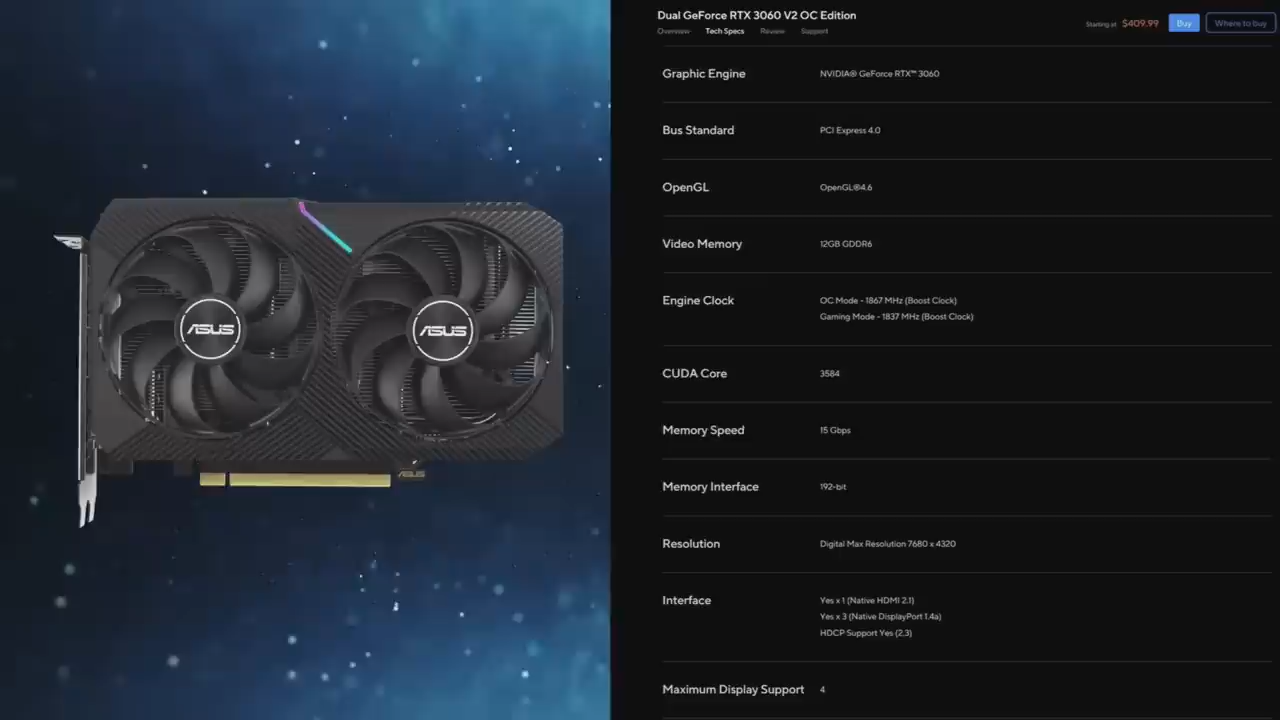 Dual GeForce RTX 3060 V2 OC Edition
Starting at $409.99 Buy Where to buy
Overview Tech Specs Review Support
Graphic Engine NVIDIA® GeForce RTX™ 3060
Bus Standard PCI Express 4.0
OpenGL OpenGL®4.6
Video Memory 12GB GDDR6
Engine Clock OC Mode - 1867 MHz (Boost Clock)
Gaming Mode - 1837 MHz (Boost Clock)
CUDA Core 3584
Memory Speed 15 Gbps
Memory Interface 192-bit
Resolution Digital Max Resolution 7680 x 4320
Interface Yes x 1 (Native HDMI 2.1)
Yes x 3 (Native DisplayPort 1.4a)
HDCP Support Yes (2.3)
Maximum Display Support 4
ASUS
ASUS
ASUS